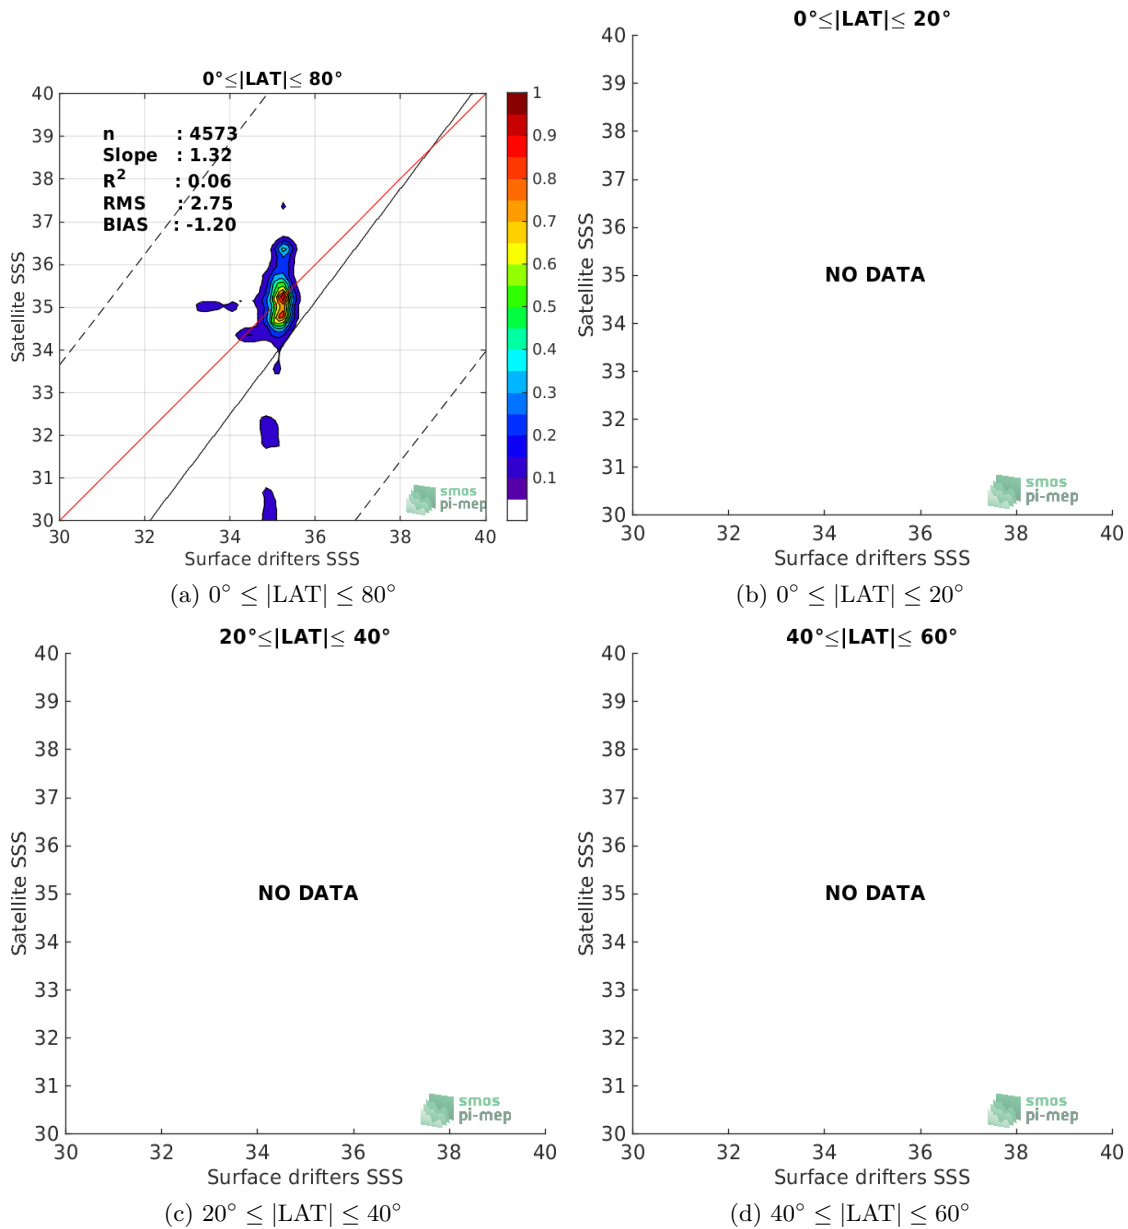 0°≤|LAT|≤ 80°
40
39
38
37
36
35
34
33
32
31
30
n : 4573
Slope : 1.32
R² : 0.06
RMS : 2.75
BIAS : -1.20
Satellite SSS
30 32 34 36 38 40
Surface drifters SSS
1
0.9
0.8
0.7
0.6
0.5
0.4
0.3
0.2
0.1
smos
pi-mep
(a) 0° ≤ |LAT| ≤ 80°
0°≤|LAT|≤ 20°
40
39
38
37
36
35
34
33
32
31
30
Satellite SSS
NO DATA
smos
pi-mep
30 32 34 36 38 40
Surface drifters SSS
(b) 0° ≤ |LAT| ≤ 20°
20°≤|LAT|≤ 40°
40
39
38
37
36
35
34
33
32
31
30
Satellite SSS
NO DATA
smos
pi-mep
30 32 34 36 38 40
Surface drifters SSS
(c) 20° ≤ |LAT| ≤ 40°
40°≤|LAT|≤ 60°
40
39
38
37
36
35
34
33
32
31
30
Satellite SSS
NO DATA
smos
pi-mep
30 32 34 36 38 40
Surface drifters SSS
(d) 40° ≤ |LAT| ≤ 60°